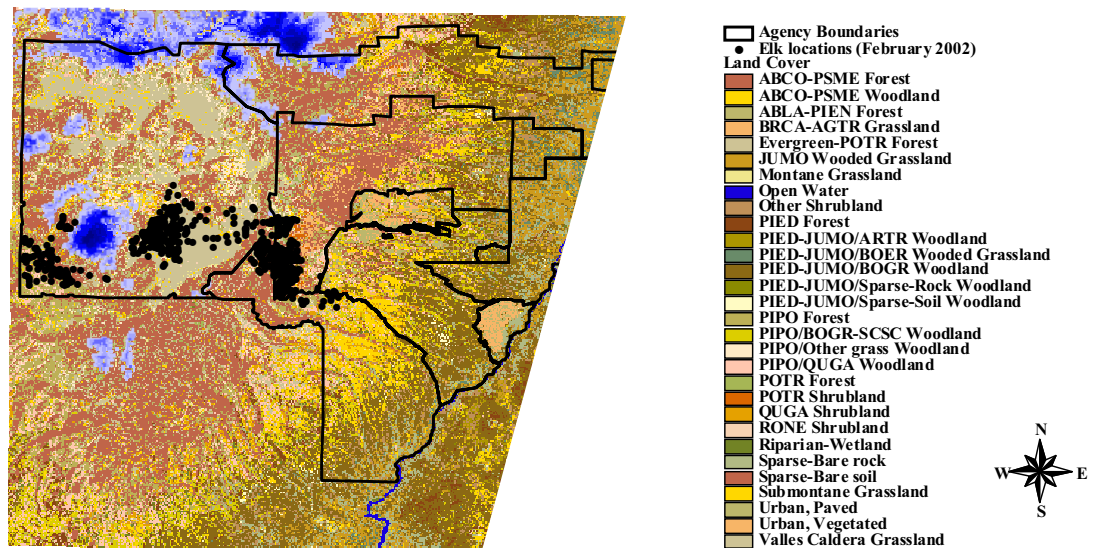 Agency Boundaries
Elk locations (February 2002)
Land Cover
ABCO-PSME Forest
ABCO-PSME Woodland
ABLA-PIEN Forest
BRCA-AGTR Grassland
Evergreen-POTR Forest
JUMO Wooded Grassland
Montane Grassland
Open Water
Other Shrubland
PIED Forest
PIED-JUMO/ARTR Woodland
PIED-JUMO/BOER Wooded Grassland
PIED-JUMO/BOGR Woodland
PIED-JUMO/Sparse-Rock Woodland
PIED-JUMO/Sparse-Soil Woodland
PIPO Forest
PIPO/BOGR-SCSC Woodland
PIPO/Other grass Woodland
PIPO/QUGA Woodland
POTR Forest
POTR Shrubland
QUGA Shrubland
RONE Shrubland
Riparian-Wetland
Sparse-Bare rock
Sparse-Bare soil
Submontane Grassland
Urban, Paved
Urban, Vegetated
Valles Caldera Grassland
N
W E
S